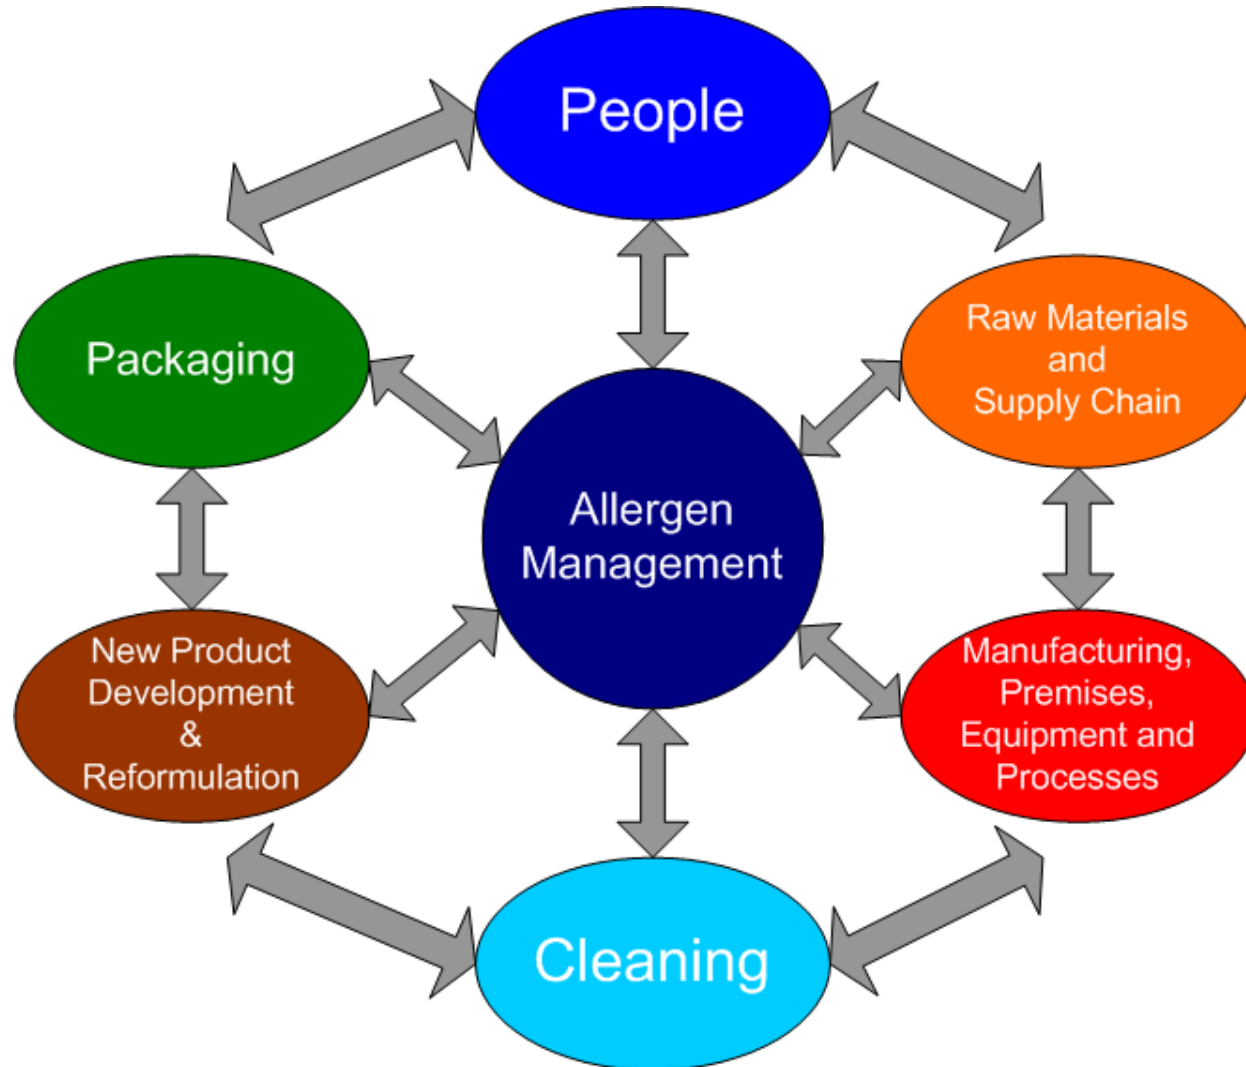 People
Packaging
Raw Materials
and
Supply Chain
Allergen
Management
New Product
Development
&
Reformulation
Manufacturing,
Premises,
Equipment and
Processes
Cleaning